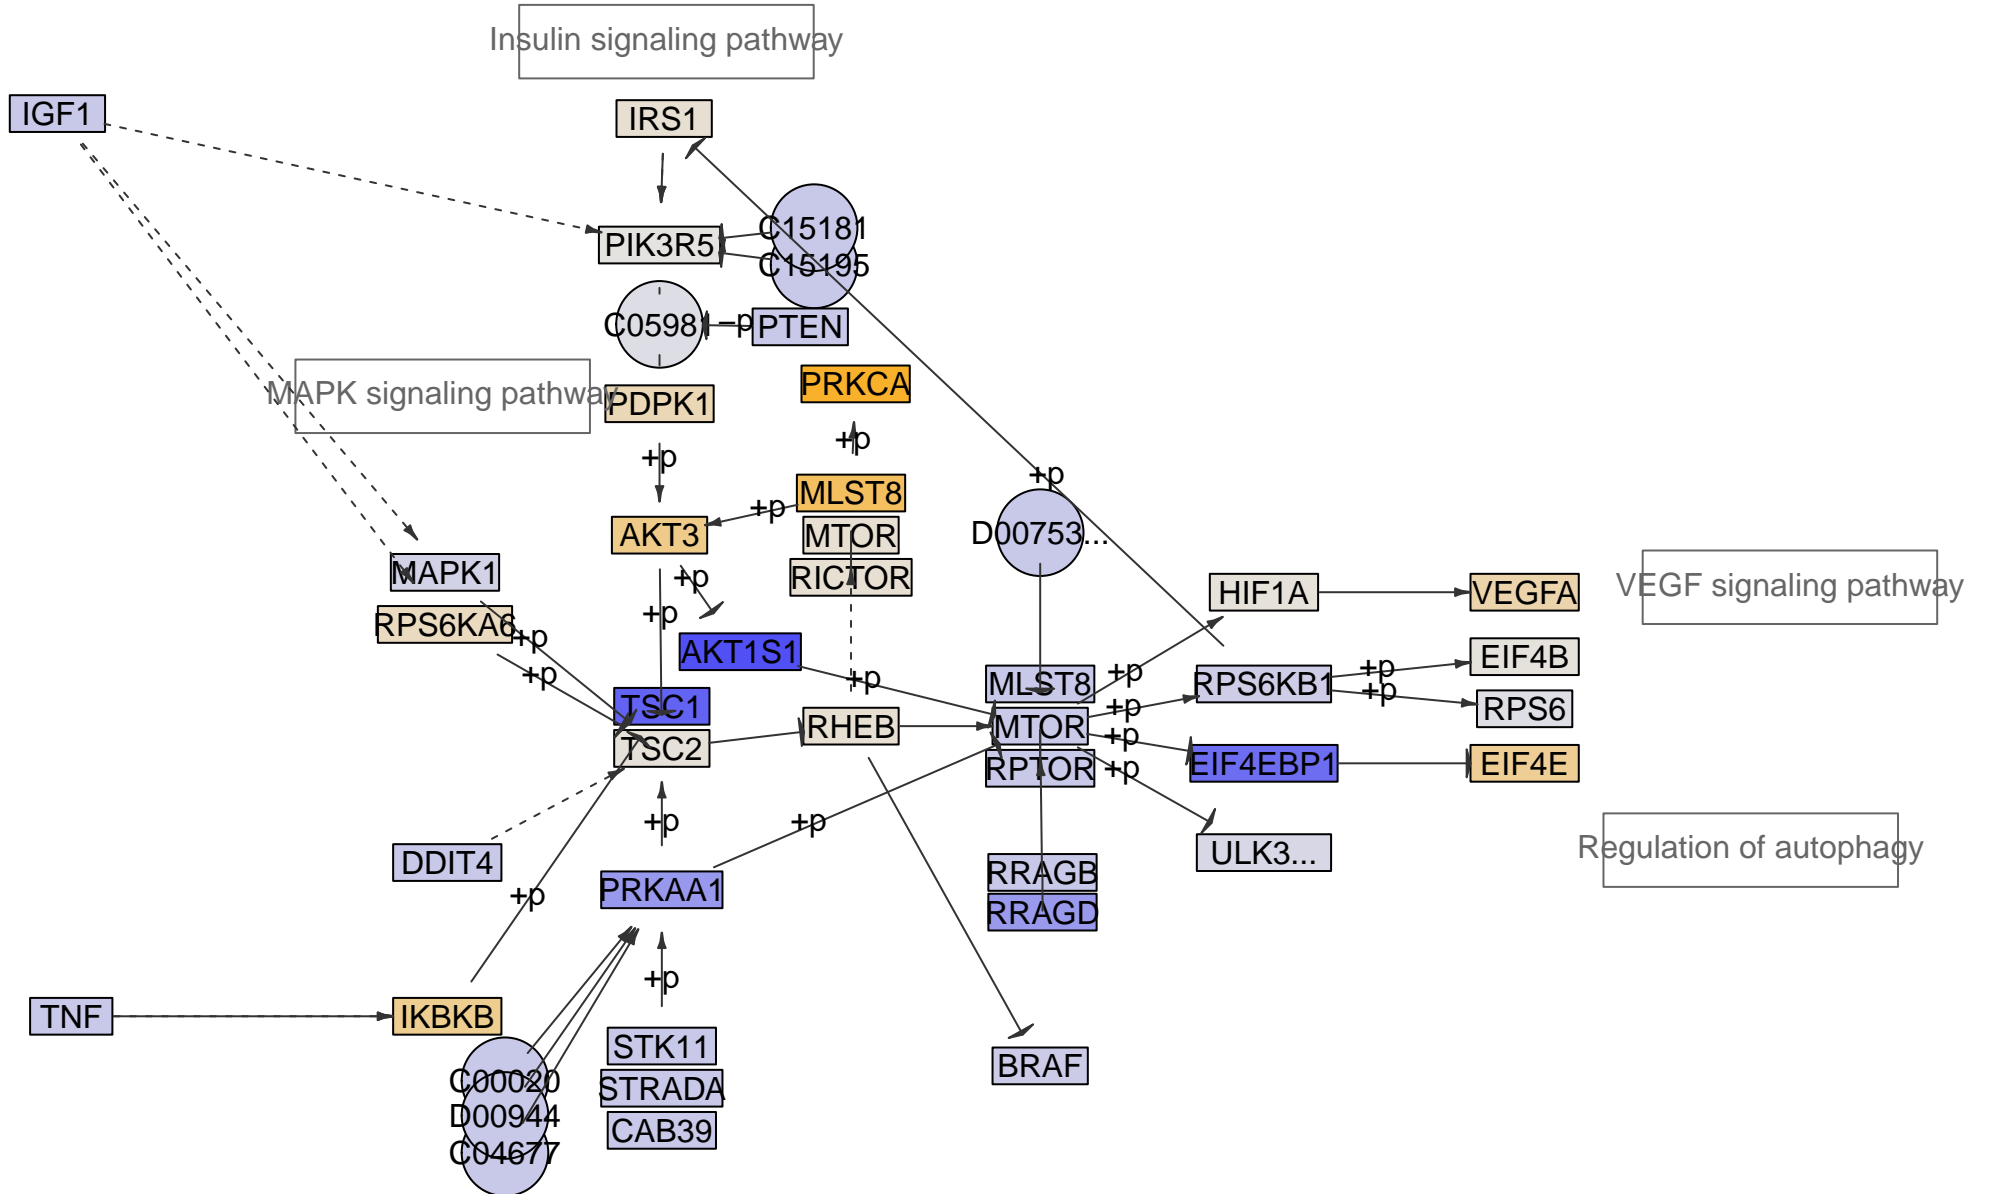 Insulin signaling pathway
IGF1
IRS1
C15181
PIK3R5
C15195
C05981
−p
PTEN
PRKCA
MAPK signaling pathway
PDPK1
+p
+p
+p
MLST8
+p
AKT3
MTOR
D00753...
MAPK1
+p
RICTOR
HIF1A
VEGFA
VEGF signaling pathway
RPS6KA6
+p
+p
AKT1S1
EIF4B
+p
+p
+p
MLST8
+p
RPS6KB1
+p
TSC1
+p
RPS6
TSC2
RHEB
MTOR
+p
RPTOR
+p
EIF4EBP1
EIF4E
+p
+p
DDIT4
ULK3...
Regulation of autophagy
+p
PRKAA1
RRAGB
RRAGD
+p
TNF
IKBKB
STK11
BRAF
C00020
STRADA
D00944
CAB39
C04677